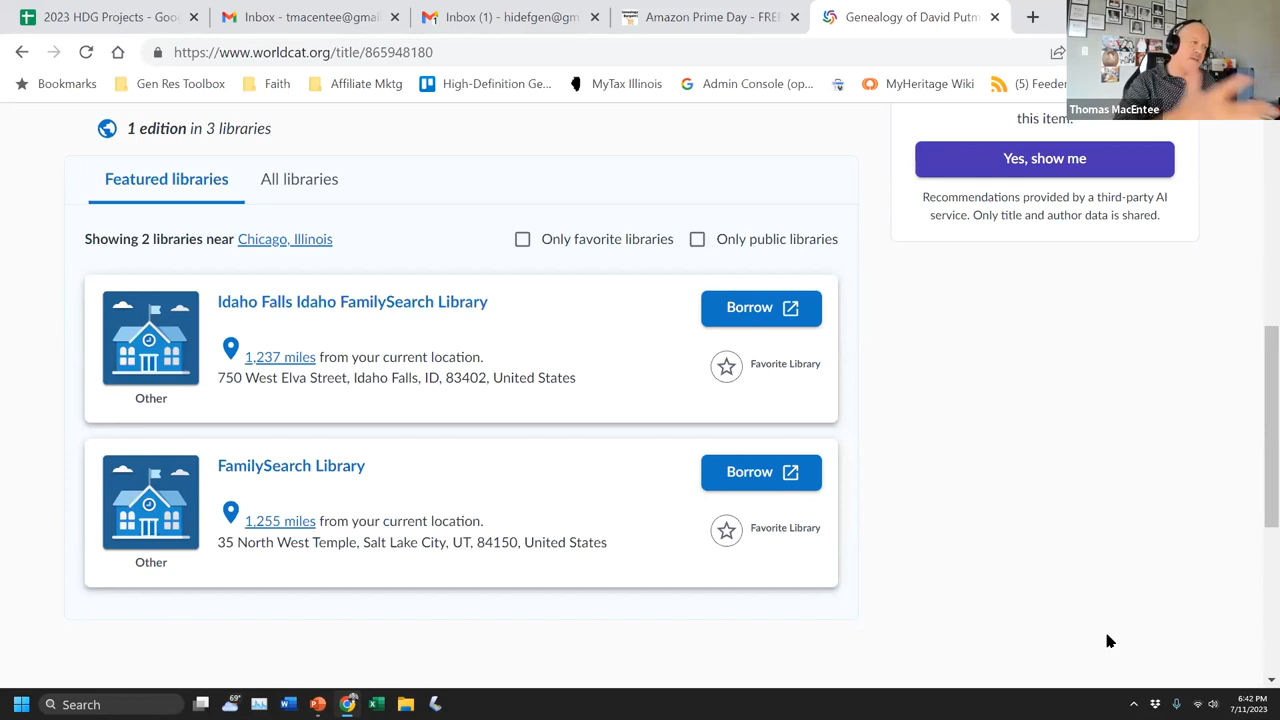 2023 HDG Projects - Goo
Inbox - tmacentee@gmai
Inbox (1) - hidefgen@gm
Amazon Prime Day - FREE
Genealogy of David Putm
https://www.worldcat.org/title/865948180
Bookmarks
Gen Res Toolbox
Faith
Affiliate Mktg
High-Definition Ge...
MyTax Illinois
Admin Console (op...
MyHeritage Wiki
(5) Feeder
Thomas MacEntee
1 edition in 3 libraries
this item.
Yes, show me
Recommendations provided by a third-party AI
service. Only title and author data is shared.
Featured libraries
All libraries
Showing 2 libraries near Chicago, Illinois
Only favorite libraries
Only public libraries
Idaho Falls Idaho FamilySearch Library
Borrow
1,237 miles from your current location.
Favorite Library
750 West Elva Street, Idaho Falls, ID, 83402, United States
Other
FamilySearch Library
Borrow
1,255 miles from your current location.
Favorite Library
35 North West Temple, Salt Lake City, UT, 84150, United States
Other
Search
69°
6:42 PM
7/11/2023